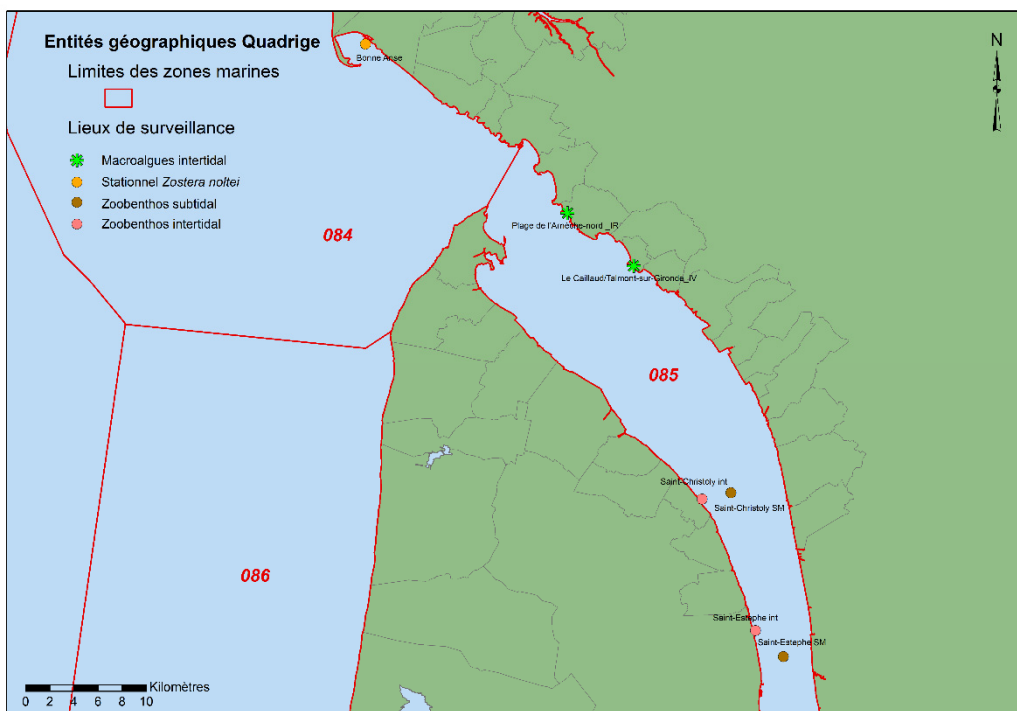 Entités géographiques Quadrige
Limites des zones marines
Lieux de surveillance
Macroalgues intertidal
Stationnel Zostera noltei
Zoobenthos subtidal
Zoobenthos intertidal
N
Bonne Anse
084
Plage de l'Arnèche-nord _IR
Le Caillaud/Talmont-sur-Gironde_IV
085
Saint-Christoly int
Saint-Christoly SM
086
Saint-Estèphe int
Saint-Estephe SM
Kilomètres
0 2 4 6 8 10